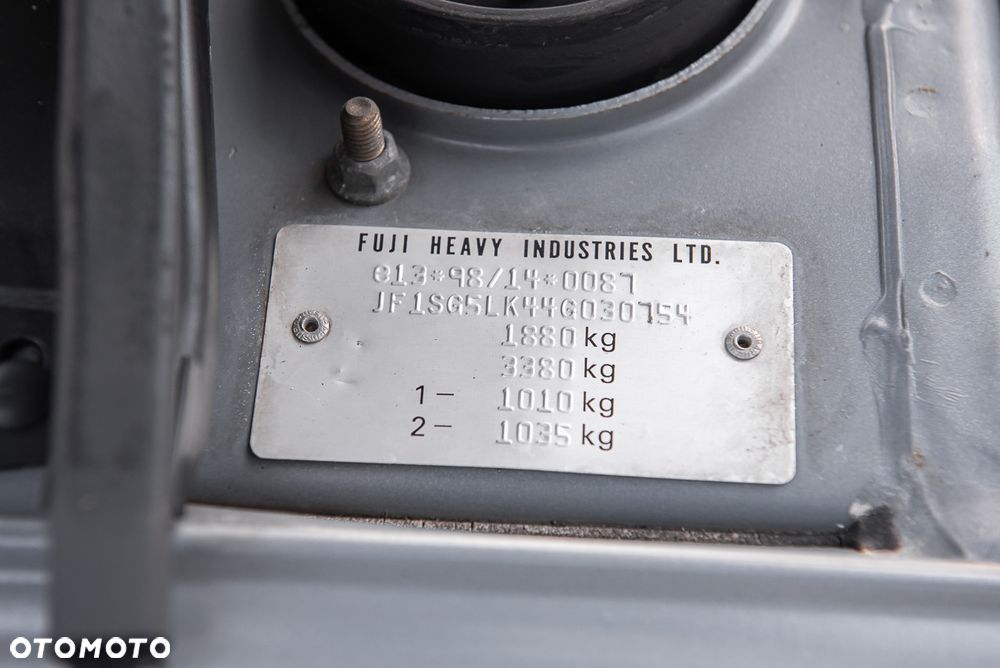 FUJI HEAVY INDUSTRIES LTD.
e13*98/14*0087
JF1SG5LK44G030754
1880 kg
3380 kg
1- 1010 kg
2- 1035 kg
OTOMOTO